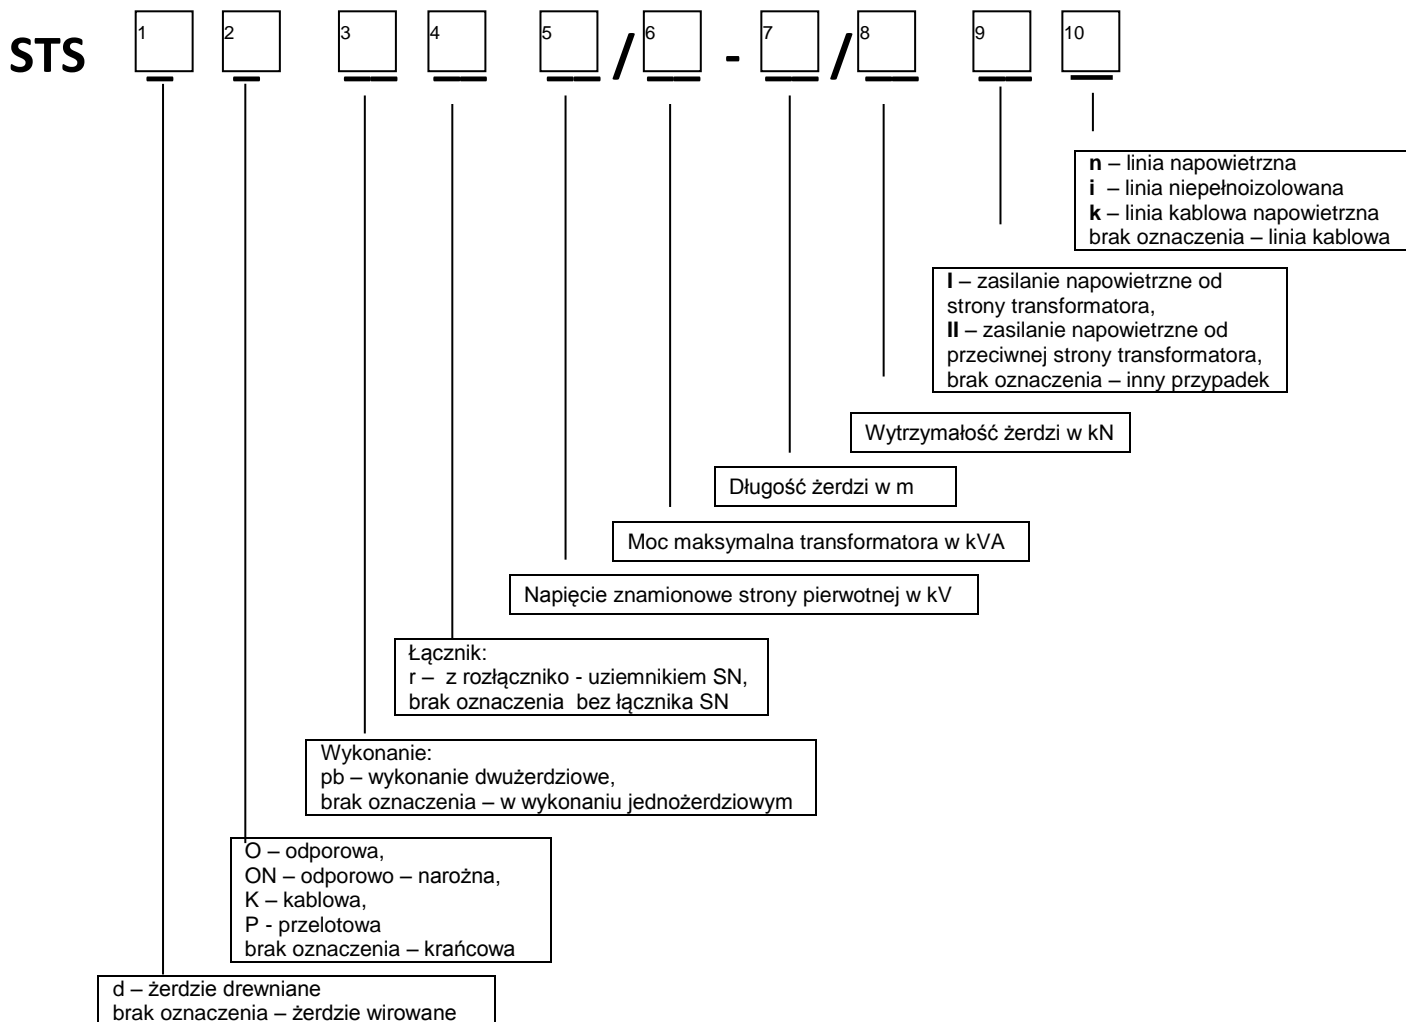 STS 1 2 3 4 5 / 6 - 7 / 8 9 10
n – linia napowietrzna
i – linia niepełnoizolowana
k – linia kablowa napowietrzna
brak oznaczenia – linia kablowa
I – zasilanie napowietrzne od
strony transformatora,
II – zasilanie napowietrzne od
przeciwnej strony transformatora,
brak oznaczenia – inny przypadek
Wytrzymałość żerdzi w kN
Długość żerdzi w m
Moc maksymalna transformatora w kVA
Napięcie znamionowe strony pierwotnej w kV
Łącznik:
r – z rozłączniko - uziemnikiem SN,
brak oznaczenia bez łącznika SN
Wykonanie:
pb – wykonanie dwużerdziowe,
brak oznaczenia – w wykonaniu jednożerdziowym
O – odporowa,
ON – odporowo – narożna,
K – kablowa,
P - przelotowa
brak oznaczenia – krańcowa
d – żerdzie drewniane
brak oznaczenia – żerdzie wirowane